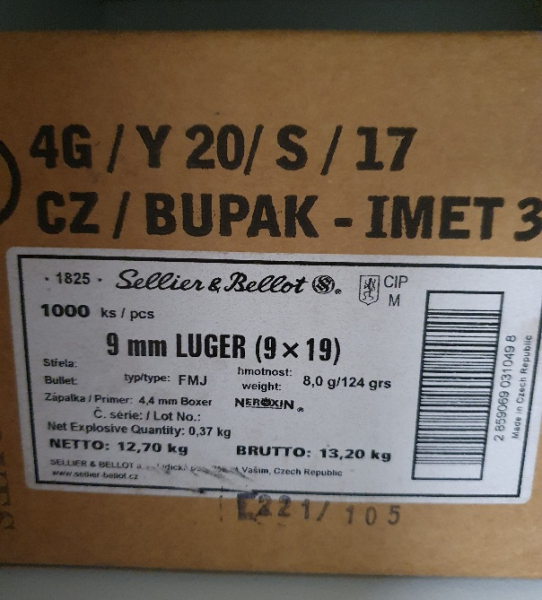 4G / Y 20/ S / 17
CZ / BUPAK - IMET 3
· 1825 · Sellier & Bellot S® CIP
M
1000 ks / pcs
9 mm LUGER (9 × 19)
Střela:
Bullet: typ/type: FMJ hmotnost:
weight: 8,0 g/124 grs
Zápalka / Primer: 4,4 mm Boxer NEROXIN®
Č. série: / Lot No.:
Net Explosive Quantity: 0,37 kg
NETTO: 12,70 kg BRUTTO: 13,20 kg
SELLIER & BELLOT Vlašim, Czech Republic
www.sellier-bellot.cz
2 859069 031049 8
Made in Czech Republic
221/ 105